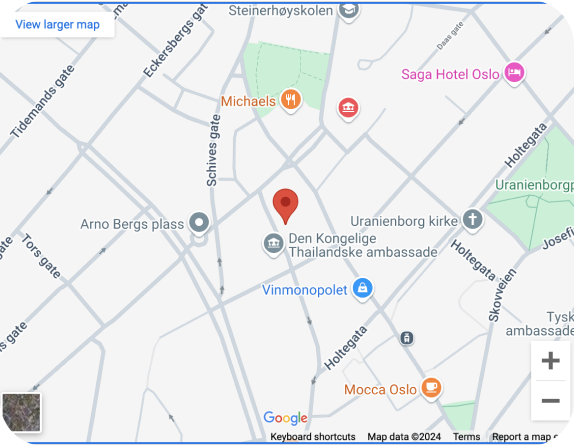 Steinerhøyskolen
View larger map
Eckersbergs gate
Daas gate
Tidemands gate
Saga Hotel Oslo
Michaels
Schives gate
Holtegata
Uranienborgp
Arno Bergs plass
Uranienborg kirke
Den Kongelige
Thailandske ambassade
Tors gate
Holtegata
Josefi
Skovveien
Vinmonopolet
Tysk
ambassade
Holtegata
s gate
Mocca Oslo
Google
Keyboard shortcuts
Map data ©2024
Terms
Report a map e